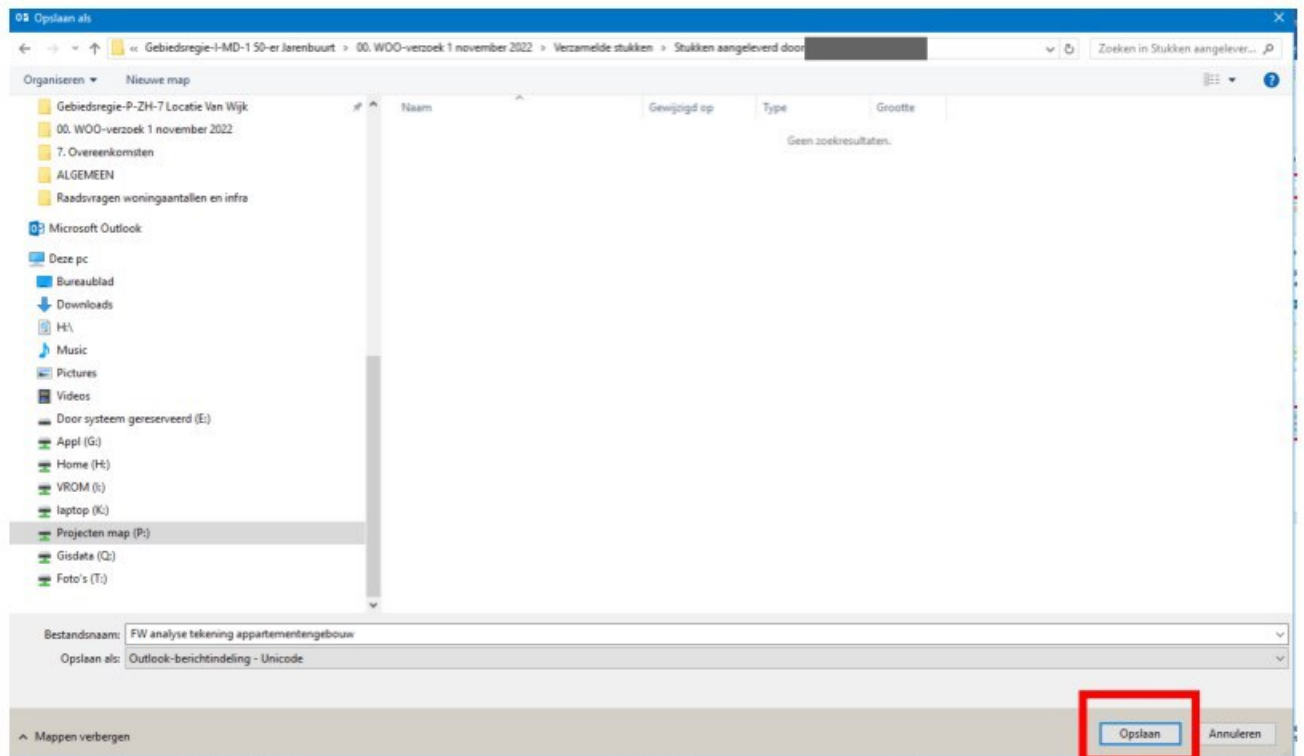 Opslaan als
« Gebiedsregie-I-MD-1 50-er Jarenbuurt > 00. WOO-verzoek 1 november 2022 > Verzamelde stukken > Stukken aangeleverd door
Zoeken in Stukken aangelever...
Organiseren
Nieuwe map
Gebiedsregie-P-ZH-7 Locatie Van Wijk
00. WOO-verzoek 1 november 2022
7. Overeenkomsten
ALGEMEEN
Raadsvragen woningaantallen en infra
Microsoft Outlook
Deze pc
Bureaublad
Downloads
H:\
Music
Pictures
Videos
Door systeem gereserveerd (E:)
Appl (G:)
Home (H:)
VROM (I:)
laptop (K:)
Projecten map (P:)
Gisdata (Q:)
Foto's (T:)
Naam Gewijzigd op Type Grootte
Geen zoekresultaten.
Bestandsnaam: FW analyse tekening appartementengebouw
Opslaan als: Outlook-berichtindeling - Unicode
Mappen verbergen
Opslaan Annuleren